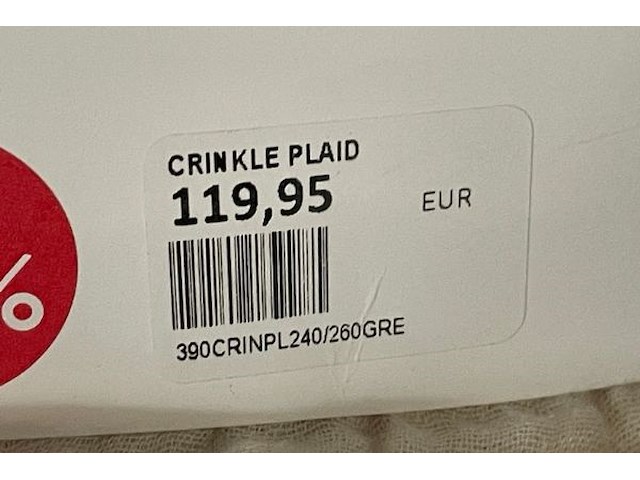 CRINKLE PLAID
119,95 EUR
390CRINPL240/260GRE
%